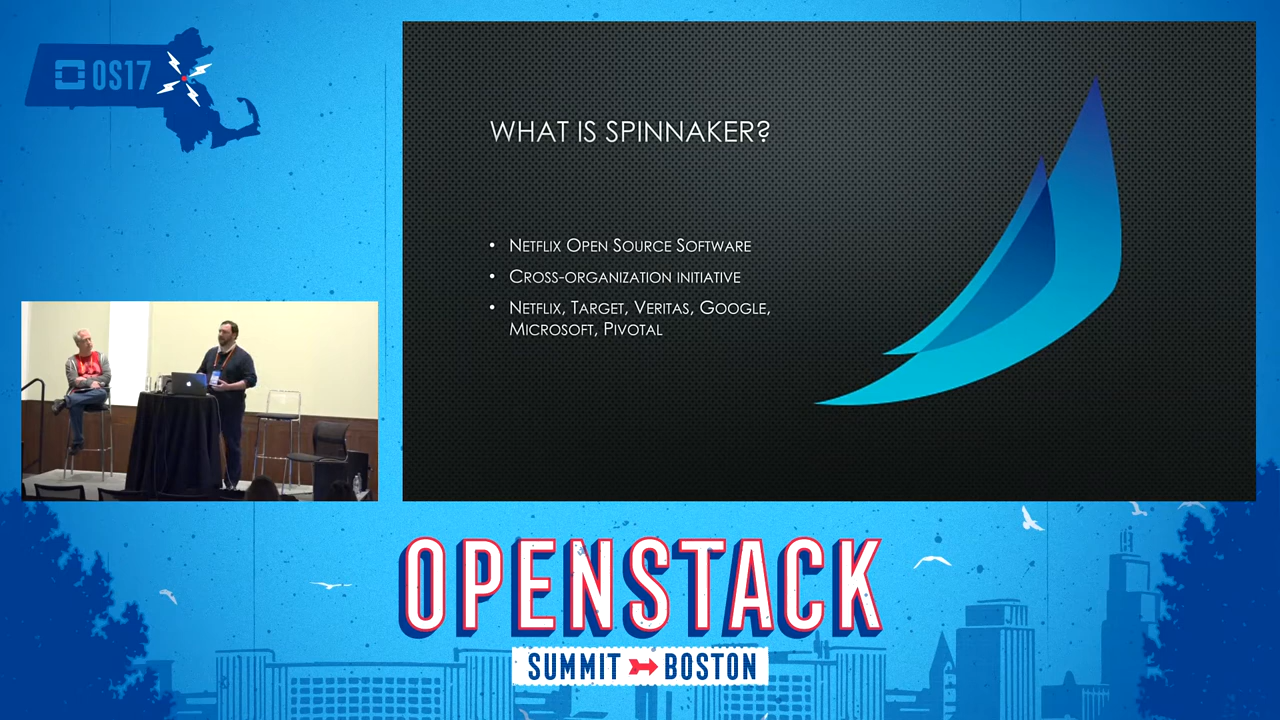 OS17
WHAT IS SPINNAKER?
• NETFLIX OPEN SOURCE SOFTWARE
• CROSS-ORGANIZATION INITIATIVE
• NETFLIX, TARGET, VERITAS, GOOGLE,
MICROSOFT, PIVOTAL
OPENSTACK
SUMMIT BOSTON